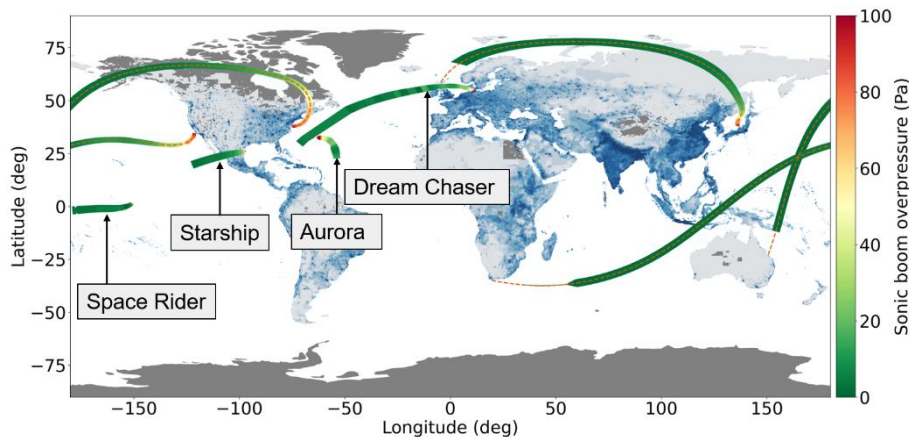 75
50
25
0
−25
−50
−75
Latitude (deg)
−150
−100
−50
0
50
100
150
Longitude (deg)
Dream Chaser
Starship
Aurora
Space Rider
100
80
60
40
20
0
Sonic boom overpressure (Pa)